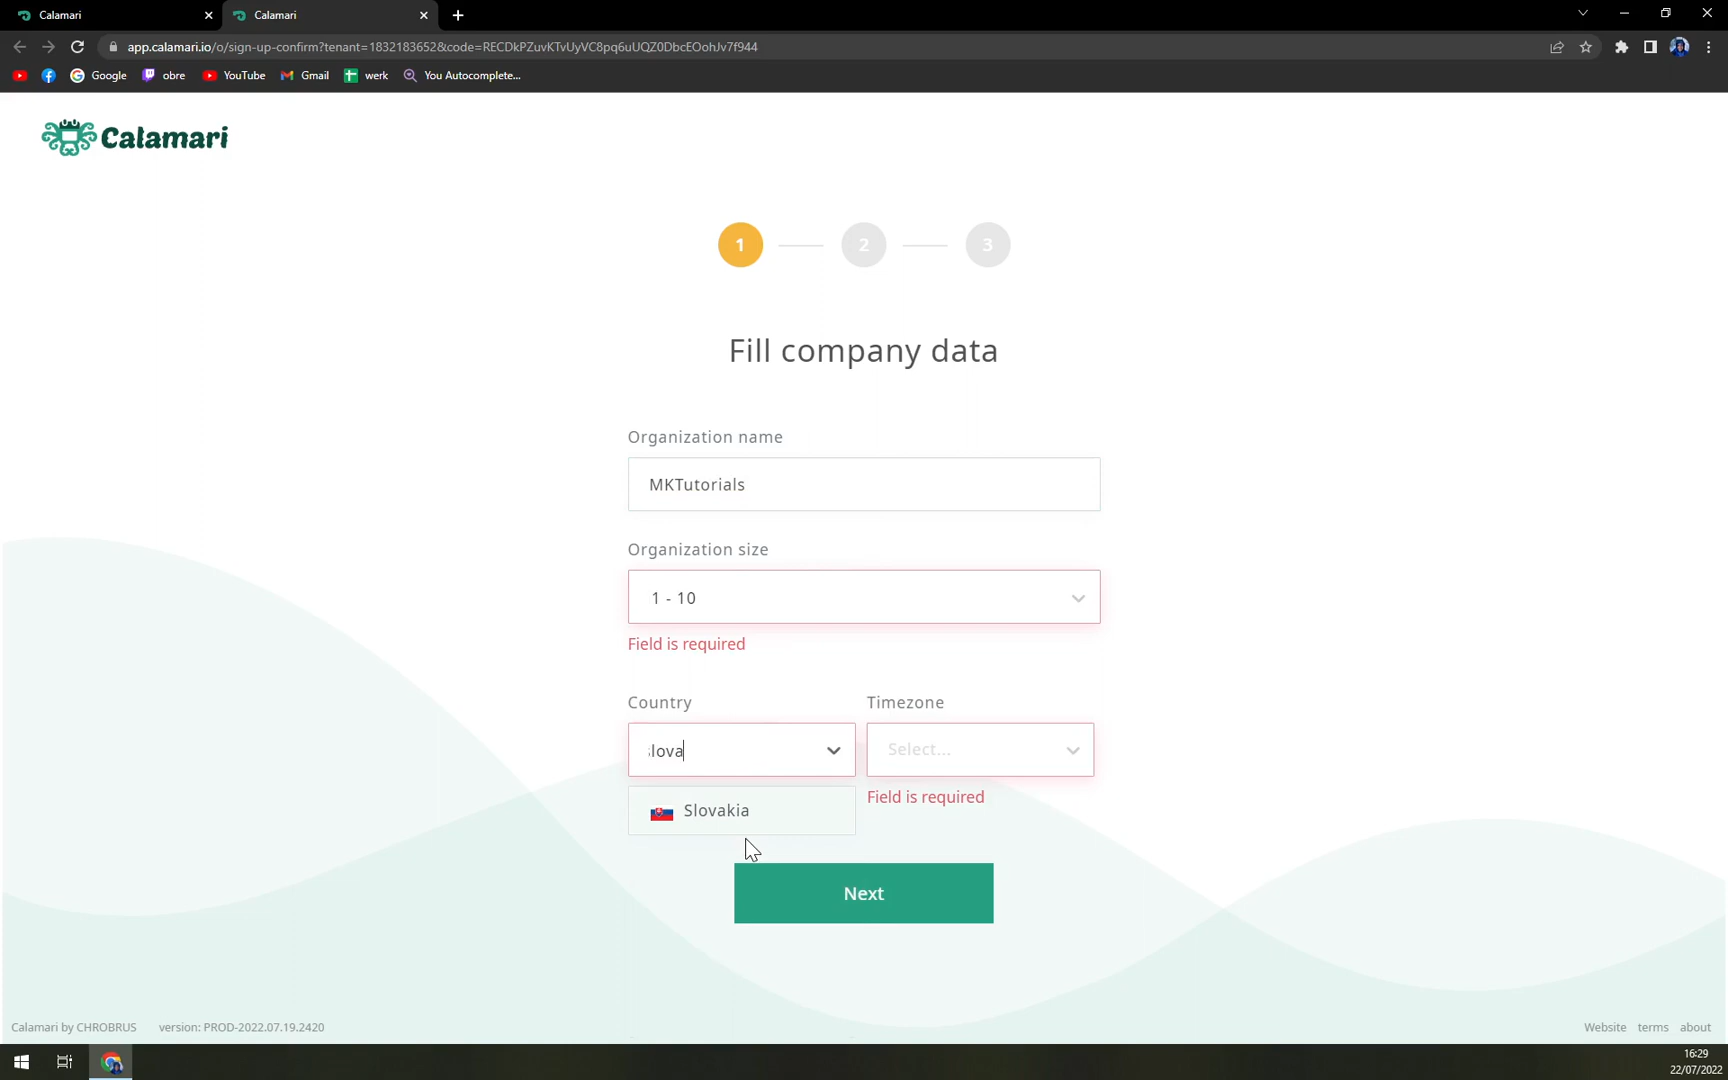 Calamari
Calamari
app.calamari.io/o/sign-up-confirm?tenant=1832183652&code=RECDkPZuvKTvUyVC8pq6uUQZ0DbcEOohJv7f944
Google
obre
YouTube
Gmail
werk
You Autocomplete...
Calamari
1
2
3
Fill company data
Organization name
MKTutorials
Organization size
1 - 10
Field is required
Country
Timezone
slova
Select...
Slovakia
Field is required
Next
Calamari by CHROBRUS
version: PROD-2022.07.19.2420
Website
terms
about
16:29
22/07/2022